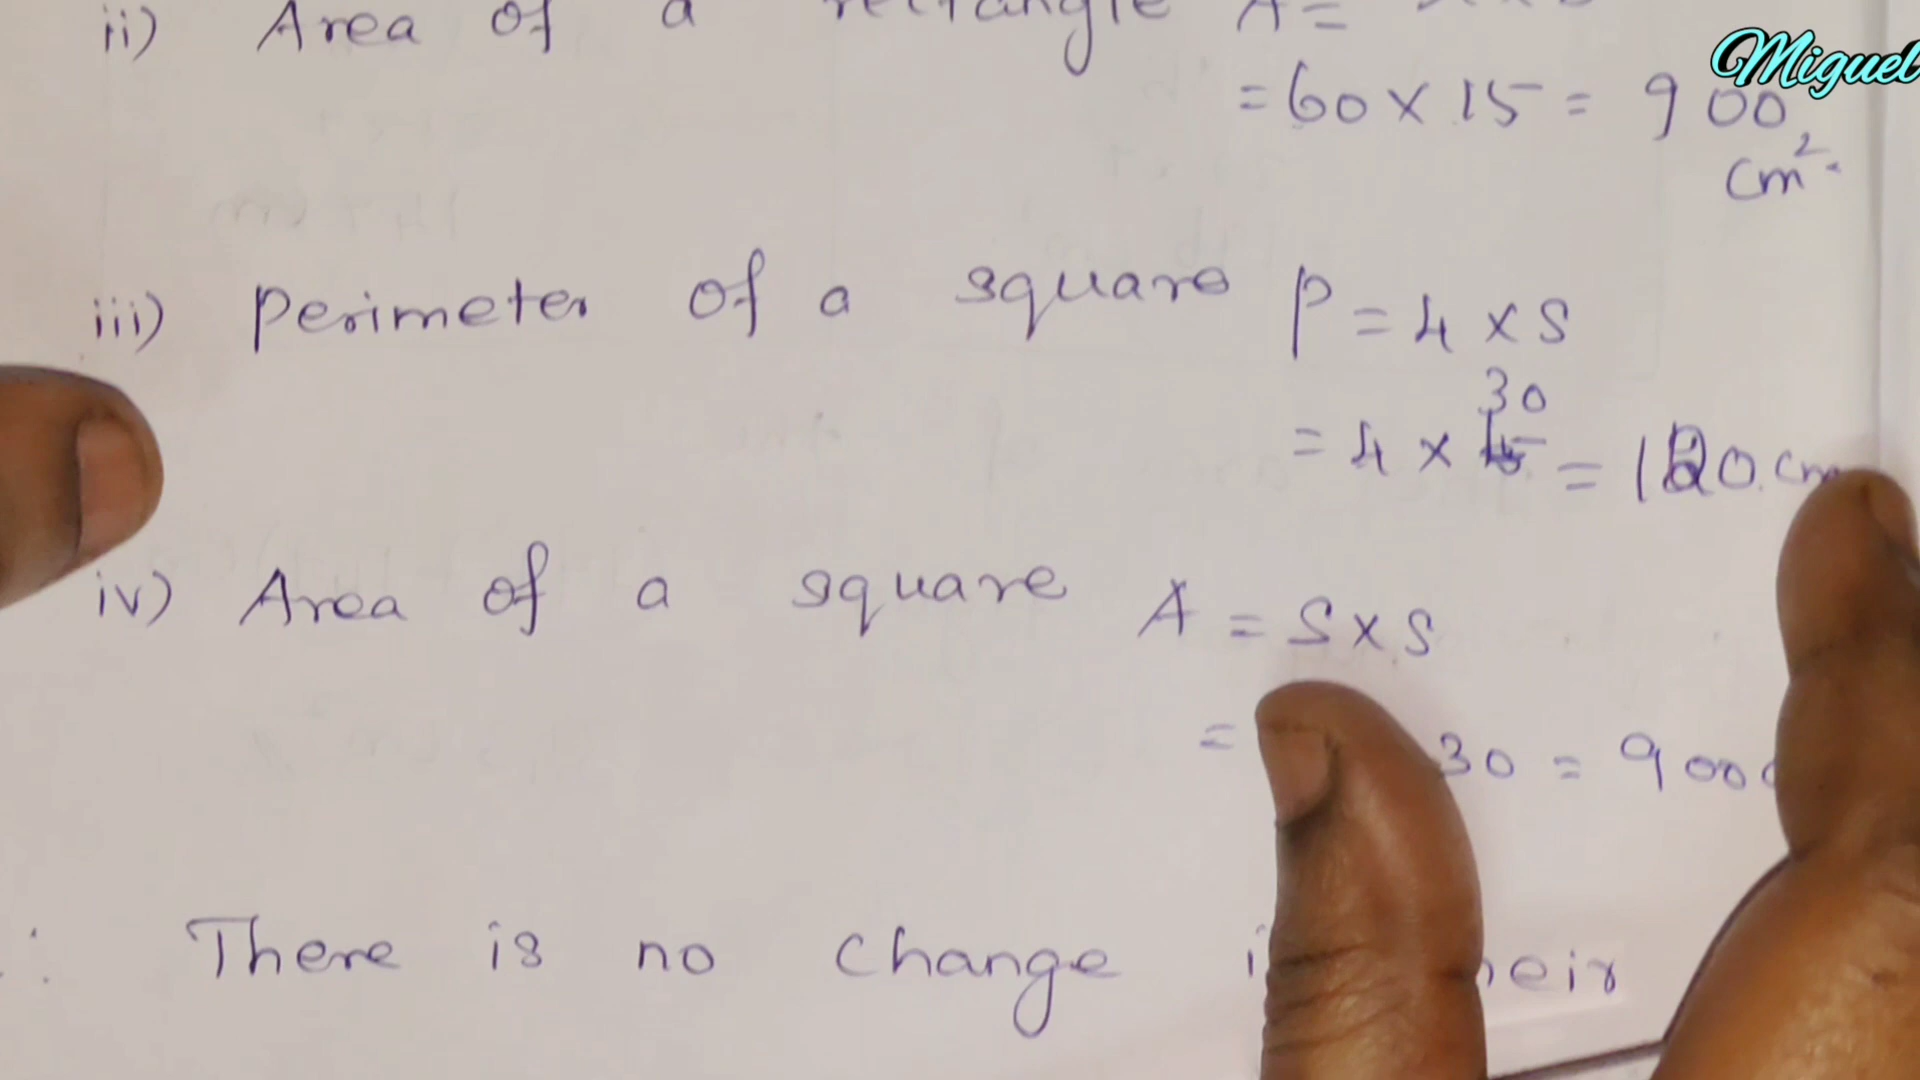 ii) Area of a rectangle A =
Miguel
= 60 × 15 = 900
cm².
iii) Perimeter of a square P = 4 × S
30
= 4 × = 120 cm
iv) Area of a square A = S × S
= 30 = 900
∴ There is no change